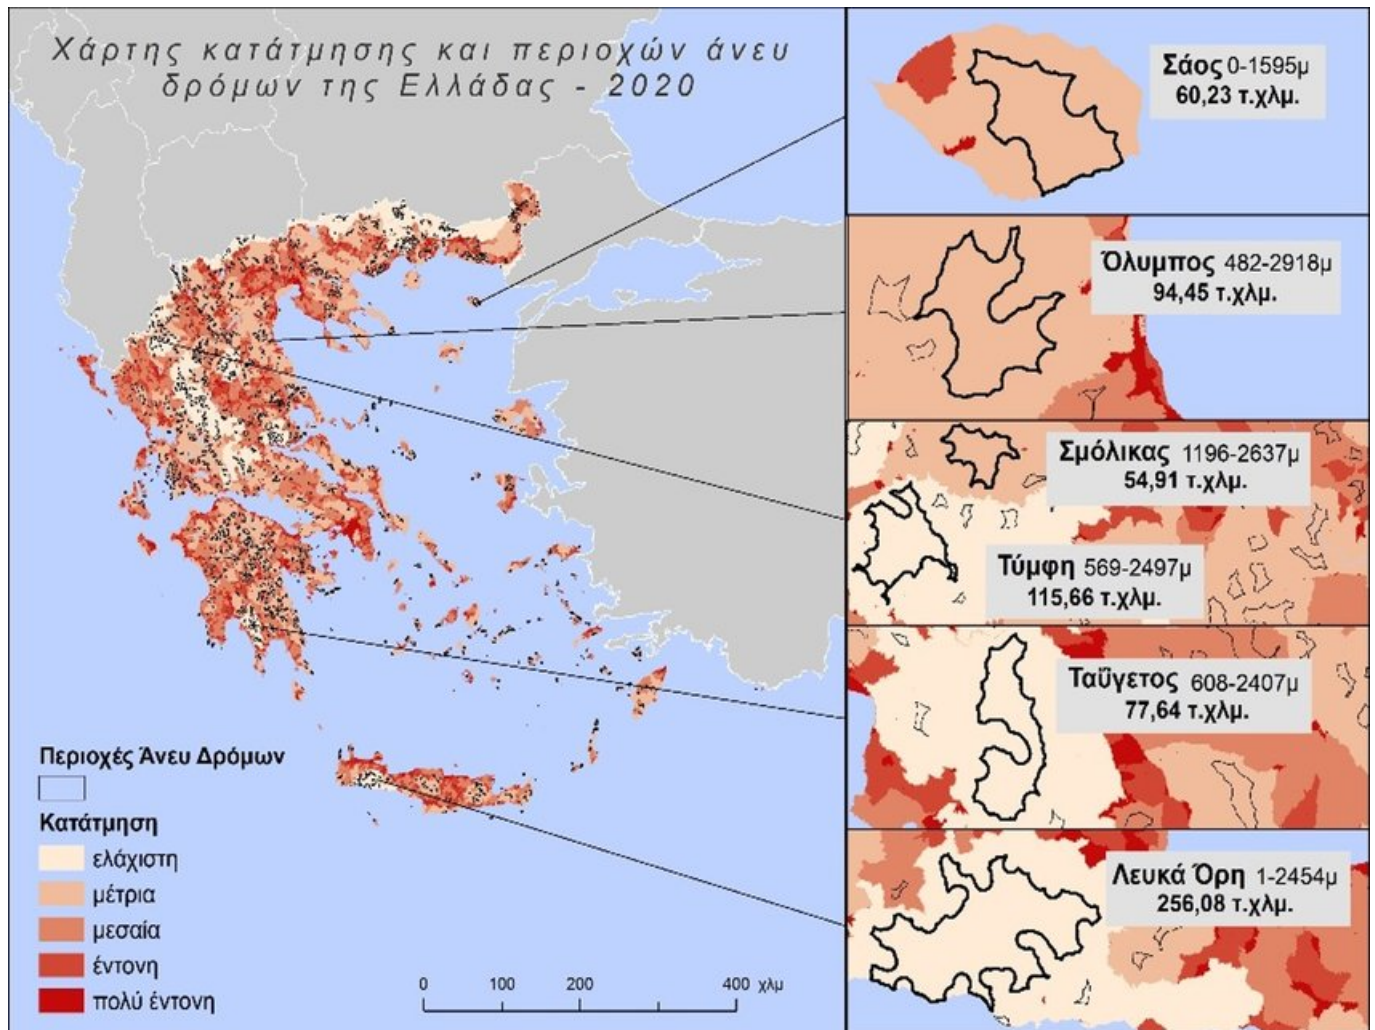 Χάρτης κατάτμησης και περιοχών άνευ
δρόμων της Ελλάδας - 2020
Σάος 0-1595μ
60,23 τ.χλμ.
Όλυμπος 482-2918μ
94,45 τ.χλμ.
Σμόλικας 1196-2637μ
54,91 τ.χλμ.
Τύμφη 569-2497μ
115,66 τ.χλμ.
Ταΰγετος 608-2407μ
77,64 τ.χλμ.
Λευκά Όρη 1-2454μ
256,08 τ.χλμ.
Περιοχές Άνευ Δρόμων
Κατάτμηση
ελάχιστη
μέτρια
μεσαία
έντονη
πολύ έντονη
0 100 200 400 χλμ